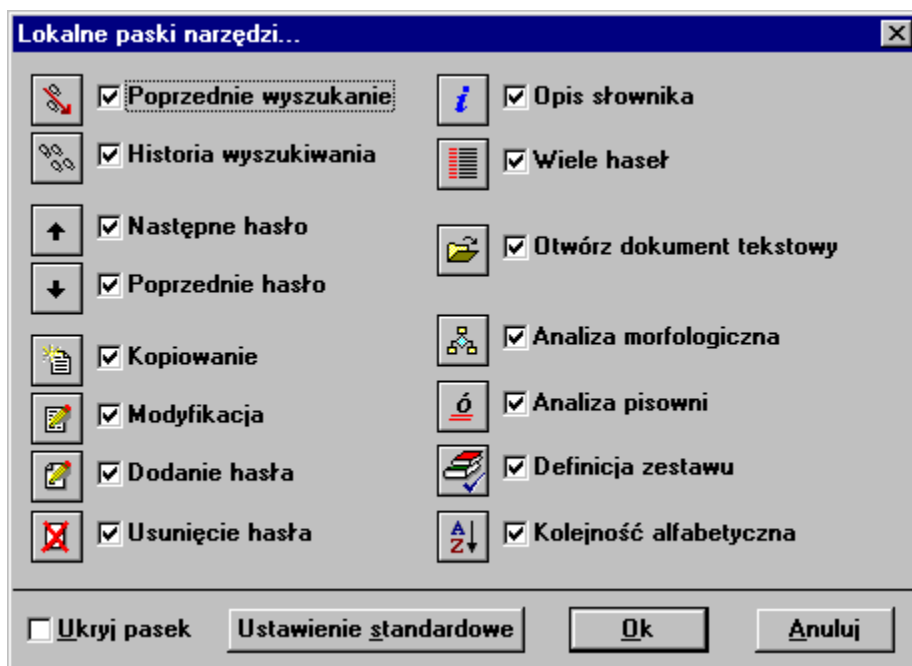 Lokalne paski narzędzi...
Poprzednie wyszukanie
Historia wyszukiwania
Następne hasło
Poprzednie hasło
Kopiowanie
Modyfikacja
Dodanie hasła
Usunięcie hasła
Opis słownika
Wiele haseł
Otwórz dokument tekstowy
Analiza morfologiczna
ó
Analiza pisowni
Definicja zestawu
A
Z
Kolejność alfabetyczna
Ukryj pasek
Ustawienie standardowe
Ok
Anuluj